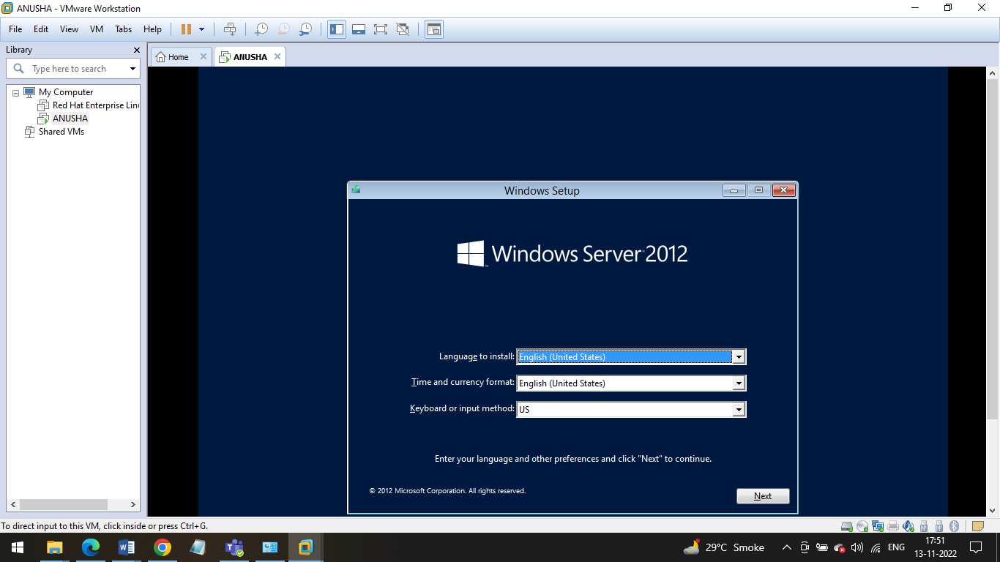 ANUSHA - VMware Workstation
File Edit View VM Tabs Help
Library
Home
ANUSHA
Type here to search
My Computer
Red Hat Enterprise Linu
ANUSHA
Shared VMs
Windows Setup
Windows Server 2012
Language to install: English (United States)
Time and currency format: English (United States)
Keyboard or input method: US
Enter your language and other preferences and click "Next" to continue.
© 2012 Microsoft Corporation. All rights reserved.
Next
To direct input to this VM, click inside or press Ctrl+G.
29°C Smoke
ENG
17:51
13-11-2022